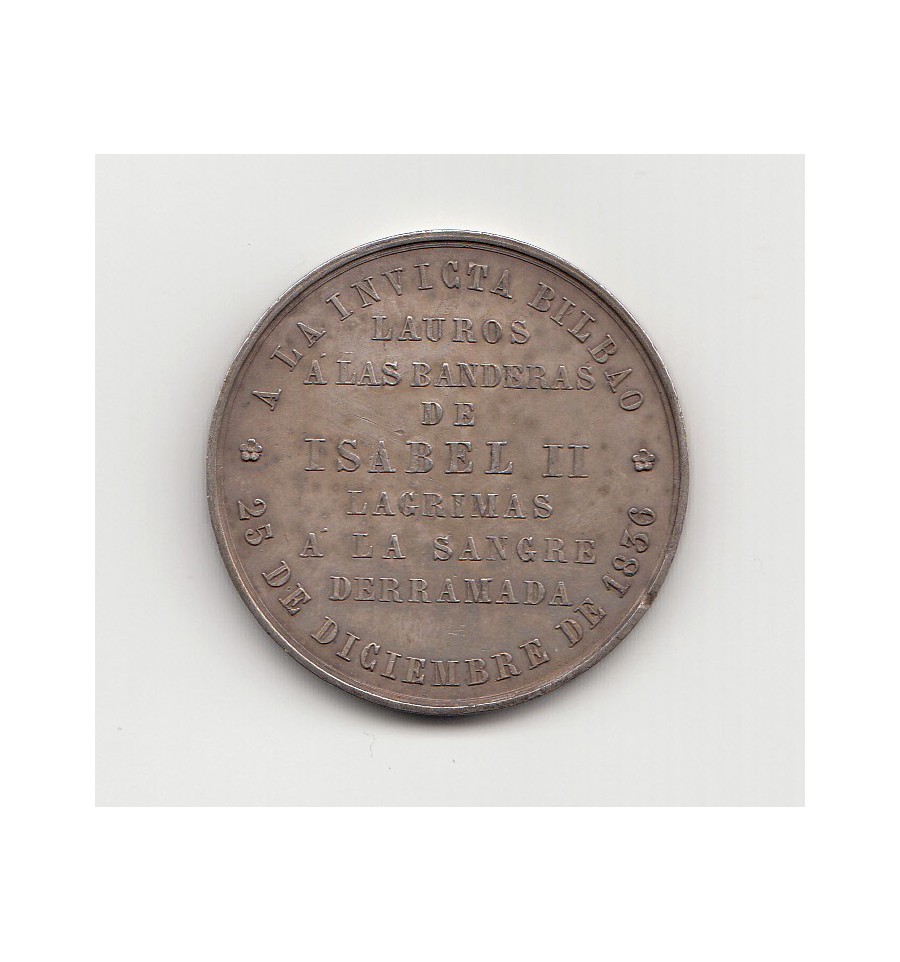 A LA INVICTA BILBAO
LAUROS
Á LAS BANDERAS
DE
ISABEL II
LAGRIMAS
Á LA SANGRE
DERRAMADA
25 DE DICIEMBRE DE 1836